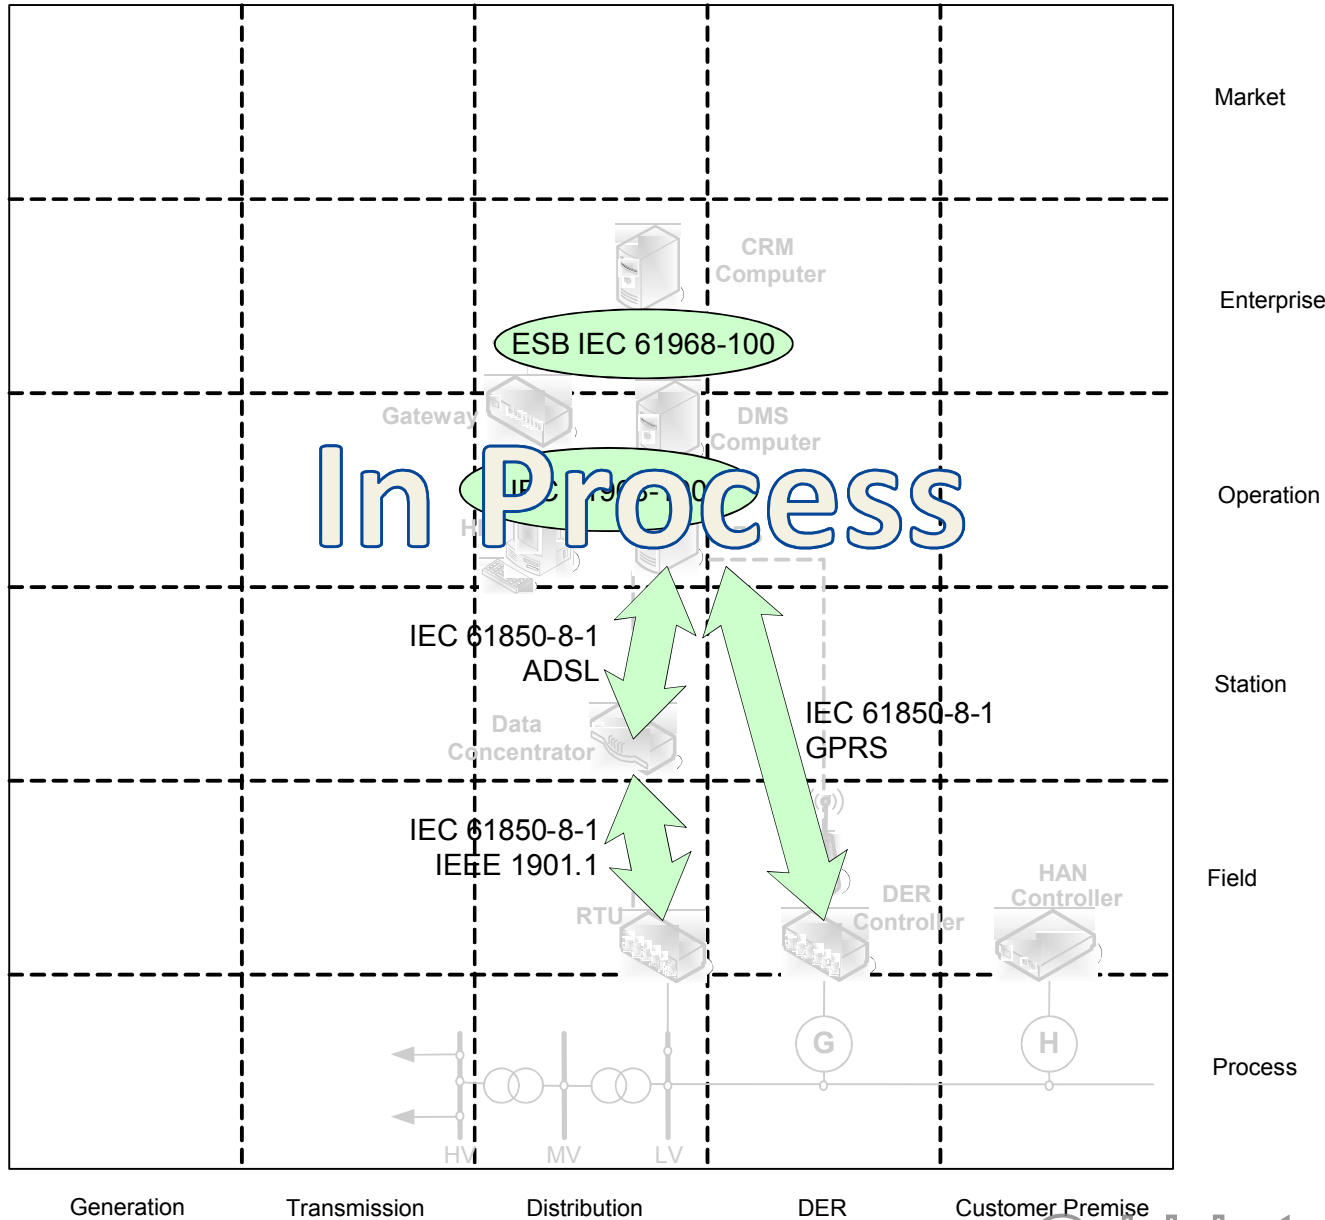 Market
CRM
Computer
Enterprise
ESB IEC 61968-100
Gateway
DMS
Computer
In Process
Operation
IEC 61850-8-1
ADSL
Station
IEC 61850-8-1
GPRS
Data
Concentrator
IEC 61850-8-1
IEEE 1901.1
HAN
Controller
Field
DER
Controller
RTU
G
H
Process
HV
MV
LV
Generation
Transmission
Distribution
DER
Customer Premise